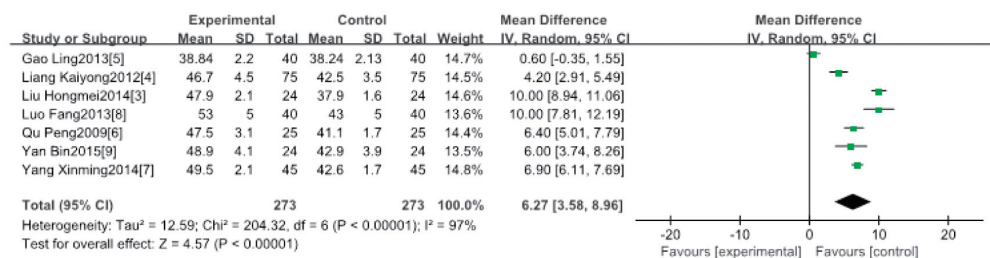 Experimental Control Mean Difference Mean Difference
Study or Subgroup Mean SD Total Mean SD Total Weight IV, Random, 95% CI IV, Random, 95% CI
Gao Ling2013[5] 38.84 2.2 40 38.24 2.13 40 14.7% 0.60 [-0.35, 1.55]
Liang Kaiyong2012[4] 46.7 4.5 75 42.5 3.5 75 14.5% 4.20 [2.91, 5.49]
Liu Hongmei2014[3] 47.9 2.1 24 37.9 1.6 24 14.6% 10.00 [8.94, 11.06]
Luo Fang2013[8] 53 5 40 43 5 40 13.6% 10.00 [7.81, 12.19]
Qu Peng2009[6] 47.5 3.1 25 41.1 1.7 25 14.4% 6.40 [5.01, 7.79]
Yan Bin2015[9] 48.9 4.1 24 42.9 3.9 24 13.5% 6.00 [3.74, 8.26]
Yang Xinming2014[7] 49.5 2.1 45 42.6 1.7 45 14.8% 6.90 [6.11, 7.69]
Total (95% CI) 273 273 100.0% 6.27 [3.58, 8.96]
Heterogeneity: Tau² = 12.59; Chi² = 204.32, df = 6 (P < 0.00001); I² = 97%
Test for overall effect: Z = 4.57 (P < 0.00001)
-20 -10 0 10 20
Favours [experimental] Favours [control]